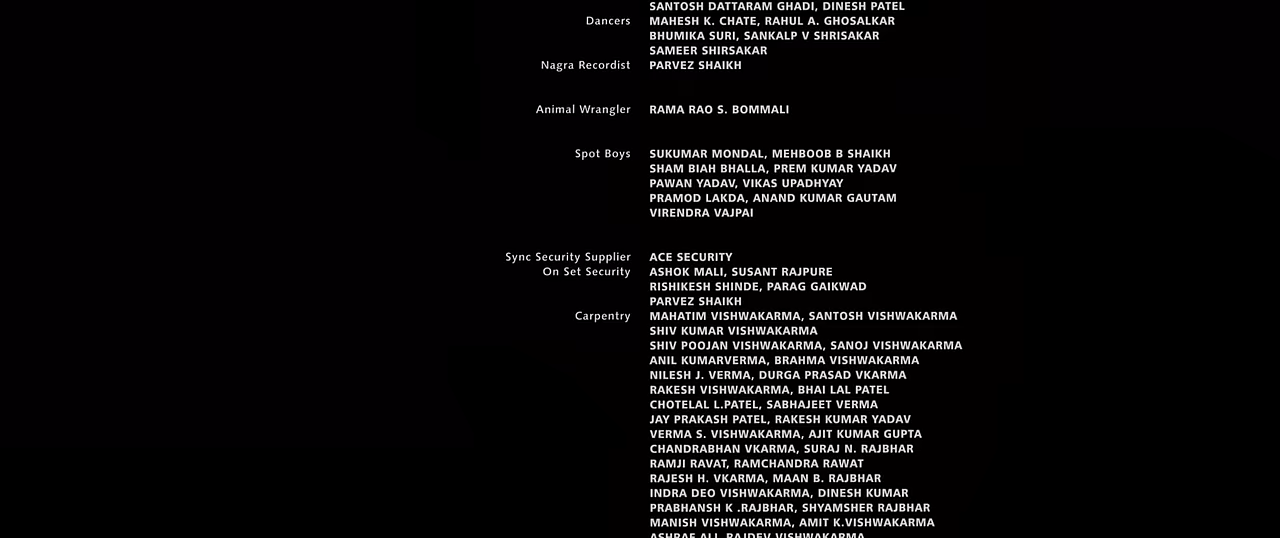 SANTOSH DATTARAM GHADI, DINESH PATEL
Dancers MAHESH K. CHATE, RAHUL A. GHOSALKAR
BHUMIKA SURI, SANKALP V SHRISAKAR
SAMEER SHIRSAKAR
Nagra Recordist PARVEZ SHAIKH
Animal Wrangler RAMA RAO S. BOMMALI
Spot Boys SUKUMAR MONDAL, MEHBOOB B SHAIKH
SHAM BIAH BHALLA, PREM KUMAR YADAV
PAWAN YADAV, VIKAS UPADHYAY
PRAMOD LAKDA, ANAND KUMAR GAUTAM
VIRENDRA VAJPAI
Sync Security Supplier ACE SECURITY
On Set Security ASHOK MALI, SUSANT RAJPURE
RISHIKESH SHINDE, PARAG GAIKWAD
PARVEZ SHAIKH
Carpentry MAHATIM VISHWAKARMA, SANTOSH VISHWAKARMA
SHIV KUMAR VISHWAKARMA
SHIV POOJAN VISHWAKARMA, SANOJ VISHWAKARMA
ANIL KUMARVERMA, BRAHMA VISHWAKARMA
NILESH J. VERMA, DURGA PRASAD VKARMA
RAKESH VISHWAKARMA, BHAI LAL PATEL
CHOTELAL L.PATEL, SABHAJEET VERMA
JAY PRAKASH PATEL, RAKESH KUMAR YADAV
VERMA S. VISHWAKARMA, AJIT KUMAR GUPTA
CHANDRABHAN VKARMA, SURAJ N. RAJBHAR
RAMJI RAVAT, RAMCHANDRA RAWAT
RAJESH H. VKARMA, MAAN B. RAJBHAR
INDRA DEO VISHWAKARMA, DINESH KUMAR
PRABHANSH K .RAJBHAR, SHYAMSHER RAJBHAR
MANISH VISHWAKARMA, AMIT K.VISHWAKARMA
ASHRAF ALI, RAJDEV VISHWAKARMA